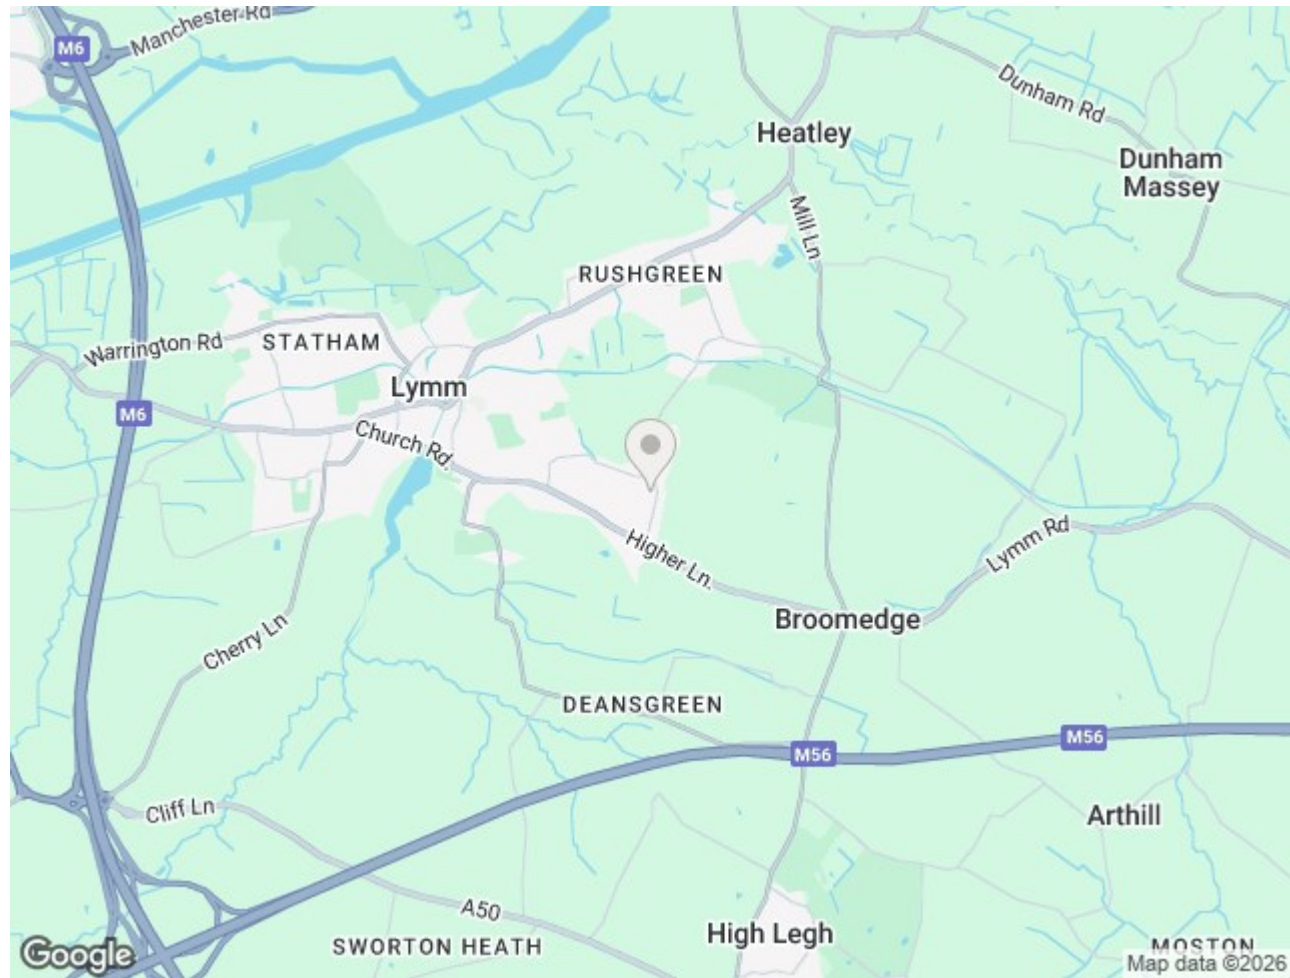 Manchester Rd
M6
Dunham Rd
Heatley
Dunham
Massey
Mill Ln
RUSHGREEN
Warrington Rd
STATHAM
Lymm
M6
Church Rd.
Higher Ln.
Lymm Rd
Broomedge
Cherry Ln
DEANSGREEN
M56
M56
Cliff Ln
Arthill
A50
High Legh
SWORTON HEATH
MOSTON
Google
Map data ©2026